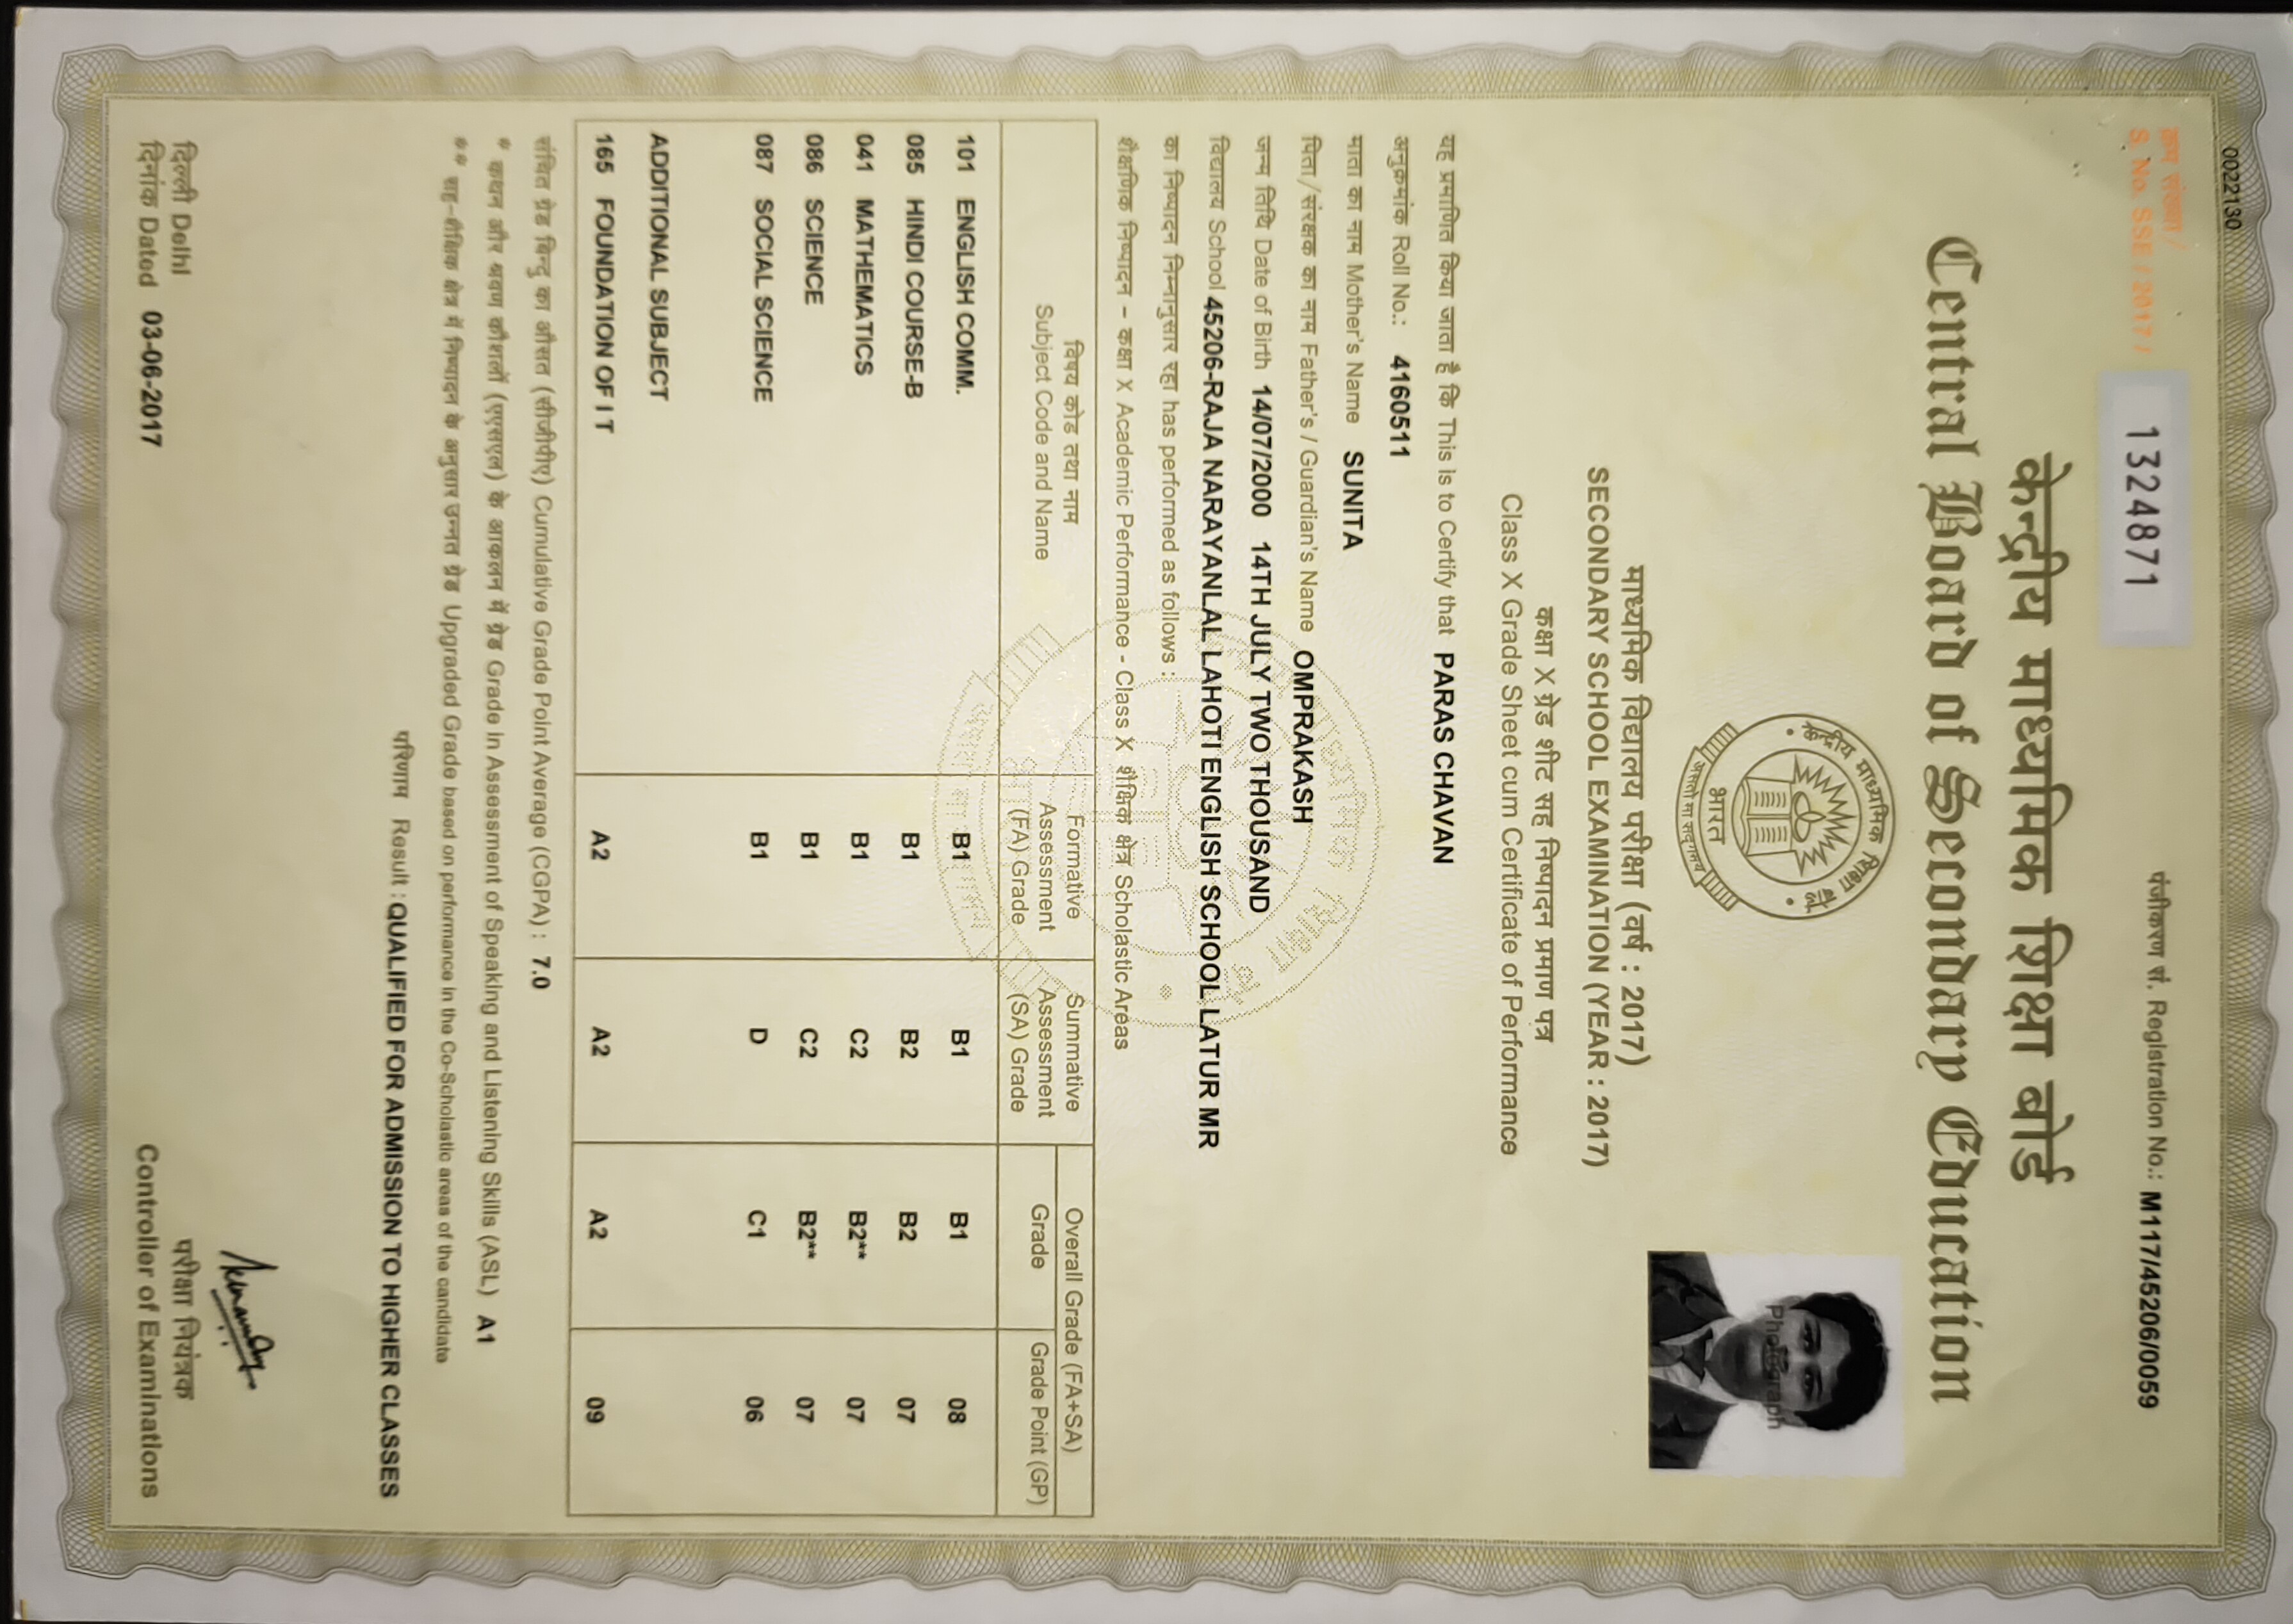 0022130
क्रम संख्या /
S. No. SSE / 2017 / 1324871
पंजीकरण सं. Registration No.: M117/45206/0059
केन्द्रीय माध्यमिक शिक्षा बोर्ड
Central Board of Secondary Education
केन्द्रीय माध्यमिक शिक्षा बोर्ड
भारत
असतो मा सद्गमय
Photograph
माध्यमिक विद्यालय परीक्षा (वर्ष : 2017)
SECONDARY SCHOOL EXAMINATION (YEAR : 2017)
कक्षा X ग्रेड शीट सह निष्पादन प्रमाण पत्र
Class X Grade Sheet cum Certificate of Performance
यह प्रमाणित किया जाता है कि This is to Certify that PARAS CHAVAN
अनुक्रमांक Roll No.: 4160511
माता का नाम Mother's Name SUNITA
पिता/संरक्षक का नाम Father's / Guardian's Name OMPRAKASH
जन्म तिथि Date of Birth 14/07/2000 14TH JULY TWO THOUSAND
विद्यालय School 45206-RAJA NARAYANLAL LAHOTI ENGLISH SCHOOL LATUR MR
का निष्पादन निम्नानुसार रहा has performed as follows :
शैक्षणिक निष्पादन – कक्षा X Academic Performance - Class X शैक्षिक क्षेत्र Scholastic Areas
विषय कोड तथा नाम
Subject Code and Name
Formative Assessment (FA) Grade
Summative Assessment (SA) Grade
Overall Grade (FA+SA)
Grade Grade Point (GP)
101 ENGLISH COMM. B1 B1 B1 08
085 HINDI COURSE-B B1 B2 B2 07
041 MATHEMATICS B1 C2 B2** 07
086 SCIENCE B1 C2 B2** 07
087 SOCIAL SCIENCE B1 D C1 06
ADDITIONAL SUBJECT
165 FOUNDATION OF I T A2 A2 A2 09
संचित ग्रेड बिन्दु का औसत (सीजीपीए) Cumulative Grade Point Average (CGPA) : 7.0
* कथन और श्रवण कौशलों (एएसएल) के आकलन में ग्रेड Grade in Assessment of Speaking and Listening Skills (ASL) A1
** सह-शैक्षिक क्षेत्र में निष्पादन के अनुसार उन्नत ग्रेड Upgraded Grade based on performance in the Co-Scholastic areas of the candidate
परिणाम Result : QUALIFIED FOR ADMISSION TO HIGHER CLASSES
दिल्ली Delhi
दिनांक Dated 03-06-2017
परीक्षा नियंत्रक
Controller of Examinations